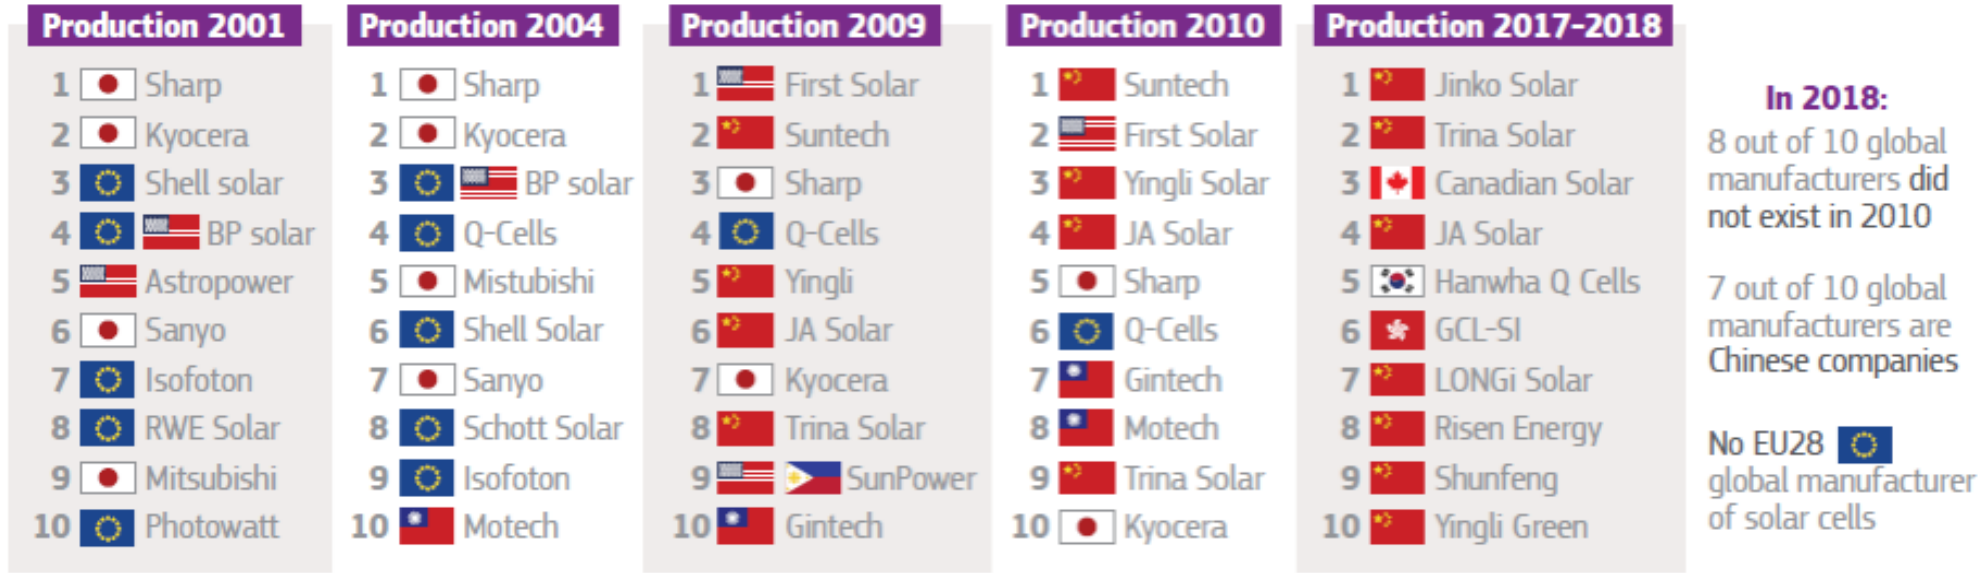 Production 2001
1 Sharp
2 Kyocera
3 Shell solar
4 BP solar
5 Astropower
6 Sanyo
7 Isofoton
8 RWE Solar
9 Mitsubishi
10 Photowatt
Production 2004
1 Sharp
2 Kyocera
3 BP solar
4 Q-Cells
5 Mistubishi
6 Shell Solar
7 Sanyo
8 Schott Solar
9 Isofoton
10 Motech
Production 2009
1 First Solar
2 Suntech
3 Sharp
4 Q-Cells
5 Yingli
6 JA Solar
7 Kyocera
8 Trina Solar
9 SunPower
10 Gintech
Production 2010
1 Suntech
2 First Solar
3 Yingli Solar
4 JA Solar
5 Sharp
6 Q-Cells
7 Gintech
8 Motech
9 Trina Solar
10 Kyocera
Production 2017-2018
1 Jinko Solar
2 Trina Solar
3 Canadian Solar
4 JA Solar
5 Hanwha Q Cells
6 GCL-SI
7 LONGi Solar
8 Risen Energy
9 Shunfeng
10 Yingli Green
In 2018:
8 out of 10 global
manufacturers did
not exist in 2010
7 out of 10 global
manufacturers are
Chinese companies
No EU28
global manufacturer
of solar cells